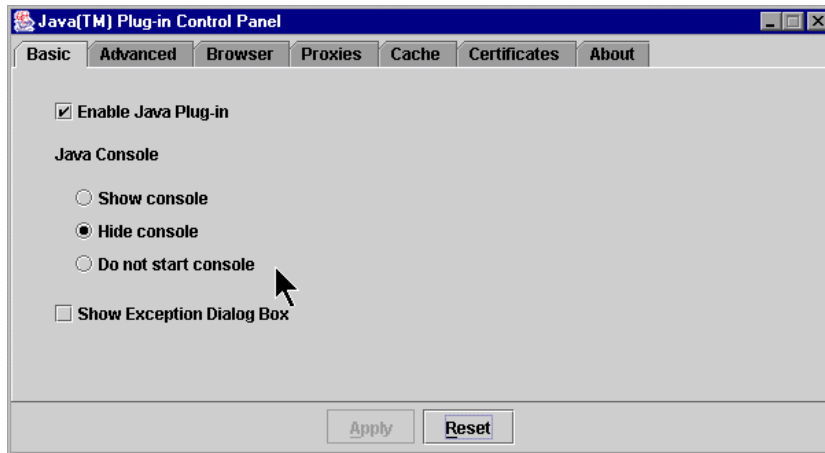 Java(TM) Plug-in Control Panel
Basic Advanced Browser Proxies Cache Certificates About
Enable Java Plug-in
Java Console
Show console
Hide console
Do not start console
Show Exception Dialog Box
Apply Reset